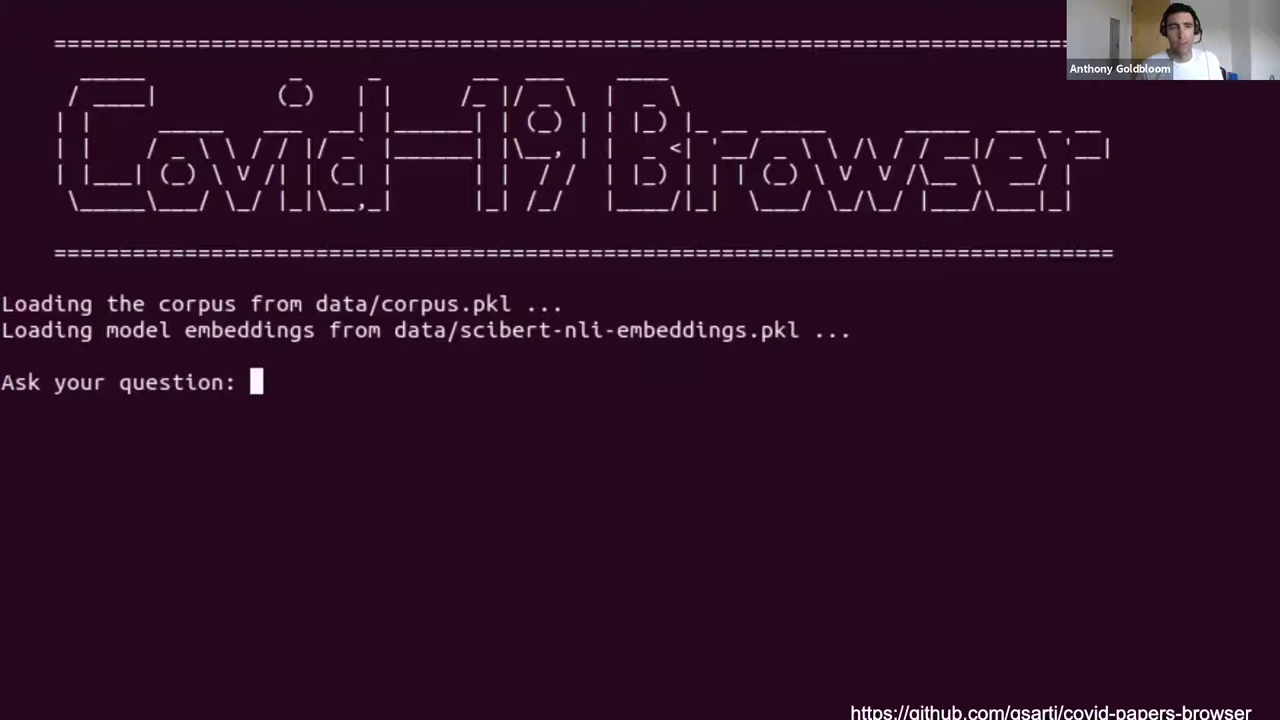 Anthony Goldbloom
Covid-19 Browser
Loading the corpus from data/corpus.pkl ...
Loading model embeddings from data/scibert-nli-embeddings.pkl ...
Ask your question:
https://github.com/gsarti/covid-papers-browser